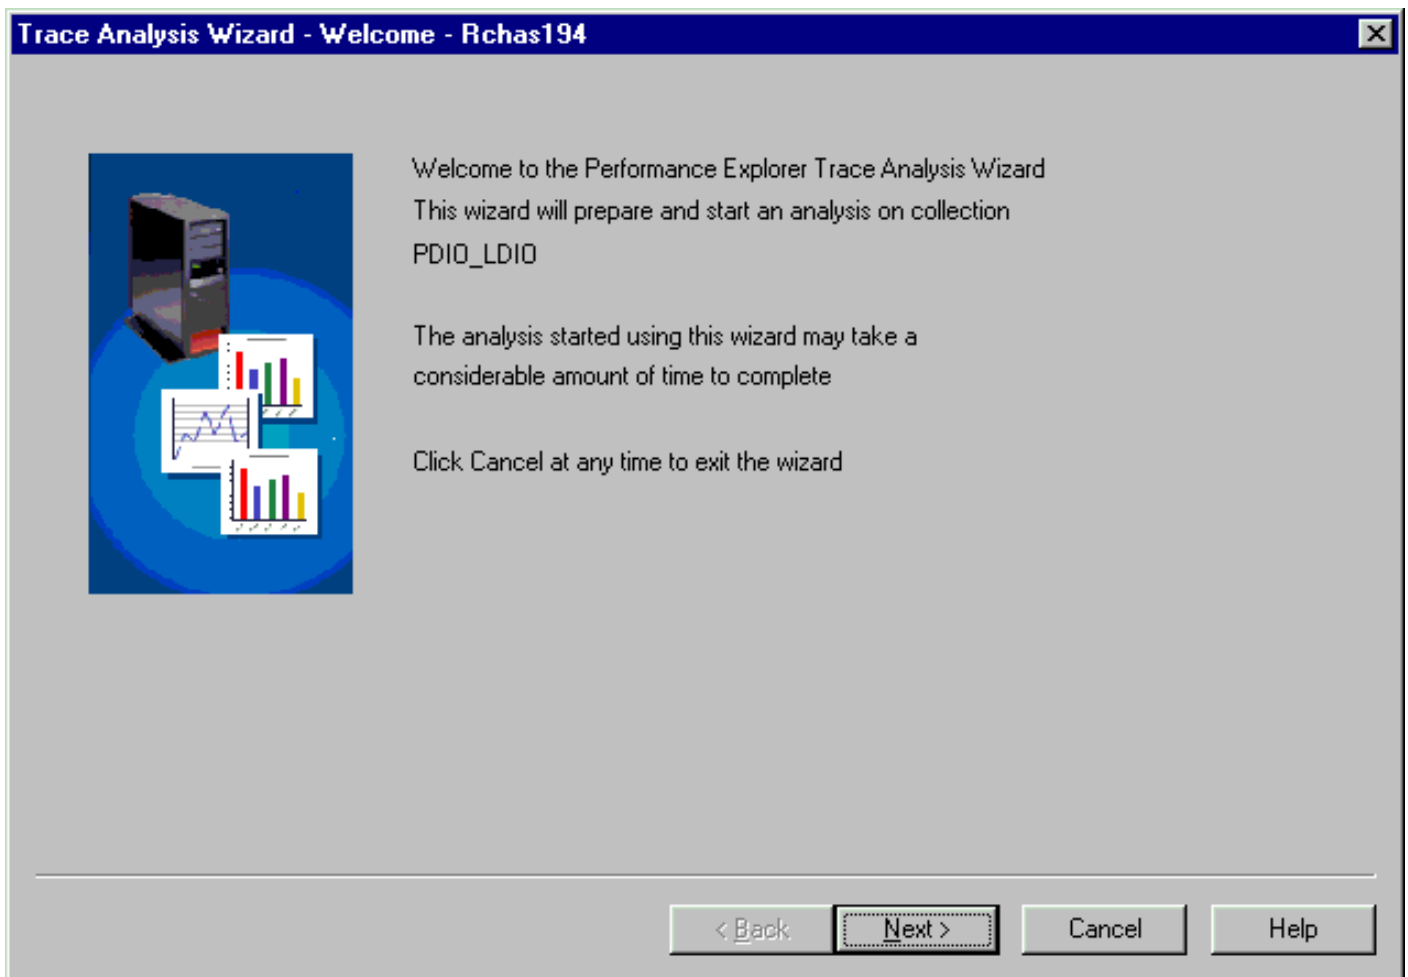 Trace Analysis Wizard - Welcome - Rchas194
Welcome to the Performance Explorer Trace Analysis Wizard
This wizard will prepare and start an analysis on collection
PDIO_LDIO
The analysis started using this wizard may take a
considerable amount of time to complete
Click Cancel at any time to exit the wizard
< Back Next > Cancel Help